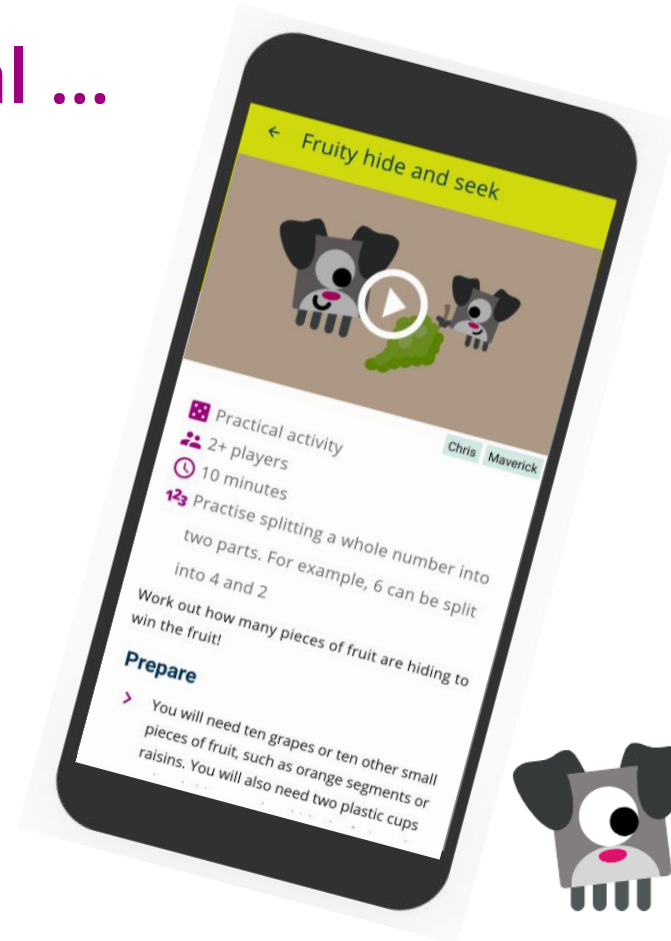 al ...
Fruity hide and seek
Practical activity
Chris
Maverick
2+ players
10 minutes
123 Practise splitting a whole number into
two parts. For example, 6 can be split
into 4 and 2
Work out how many pieces of fruit are hiding to
win the fruit!
Prepare
You will need ten grapes or ten other small
pieces of fruit, such as orange segments or
raisins. You will also need two plastic cups